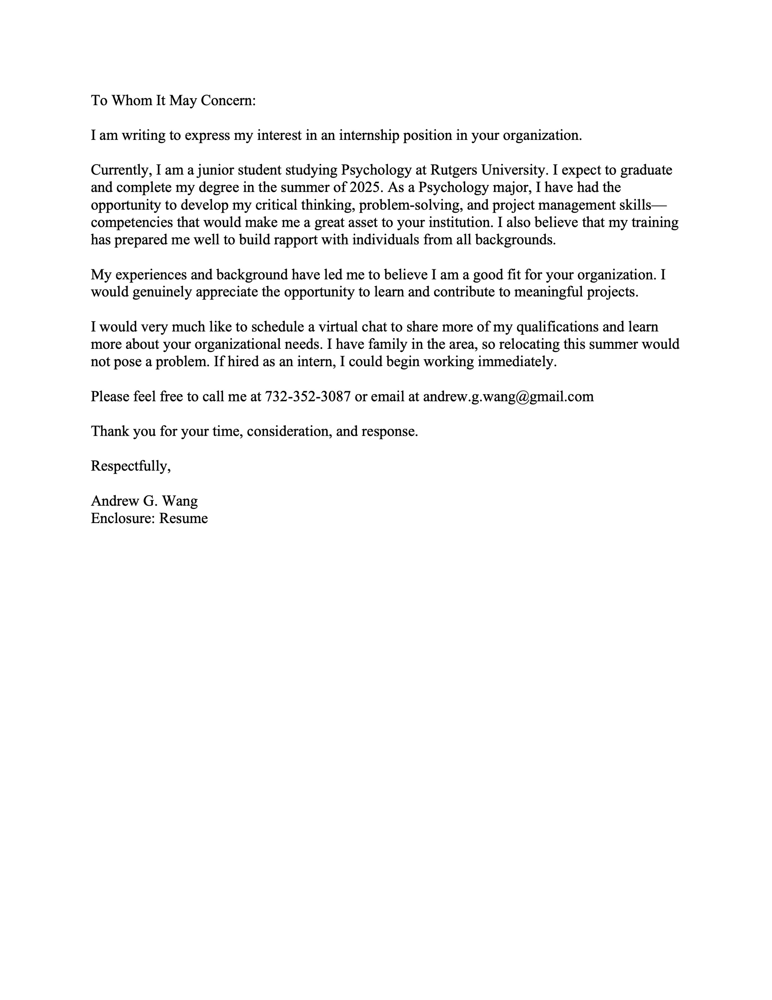 To Whom It May Concern:
I am writing to express my interest in an internship position in your organization.
Currently, I am a junior student studying Psychology at Rutgers University. I expect to graduate
and complete my degree in the summer of 2025. As a Psychology major, I have had the
opportunity to develop my critical thinking, problem-solving, and project management skills—
competencies that would make me a great asset to your institution. I also believe that my training
has prepared me well to build rapport with individuals from all backgrounds.
My experiences and background have led me to believe I am a good fit for your organization. I
would genuinely appreciate the opportunity to learn and contribute to meaningful projects.
I would very much like to schedule a virtual chat to share more of my qualifications and learn
more about your organizational needs. I have family in the area, so relocating this summer would
not pose a problem. If hired as an intern, I could begin working immediately.
Please feel free to call me at 732-352-3087 or email at andrew.g.wang@gmail.com
Thank you for your time, consideration, and response.
Respectfully,
Andrew G. Wang
Enclosure: Resume